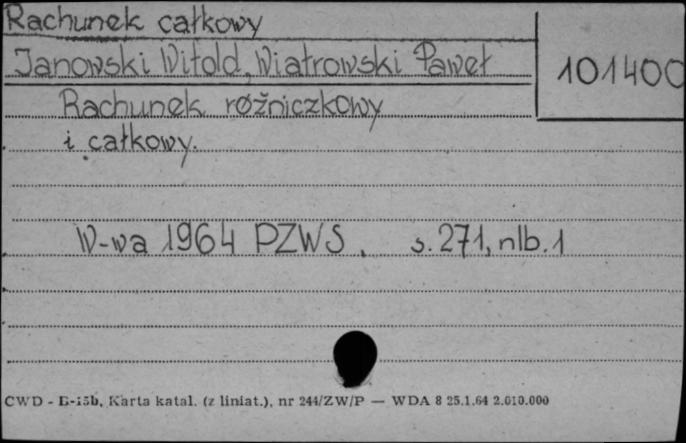 Rachunek całkowy
Janowski Witold, Wiatrowski Paweł
101400
Rachunek różniczkowy
i całkowy.
W-wa 1964 PZWS, s. 271, nlb. 1
CWD - B-15b, Karta katal. (z liniat.), nr 244/ZW/P — WDA 8 25.1.64 2.010.000